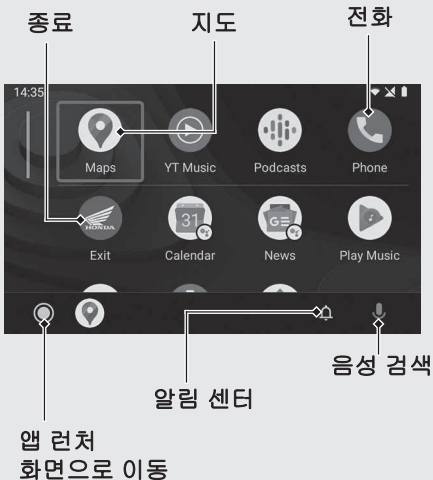 종료
지도
전화
14:35
Maps
YT Music
Podcasts
Phone
HONDA
31
GE
Exit
Calendar
News
Play Music
음성 검색
알림 센터
앱 런처
화면으로 이동